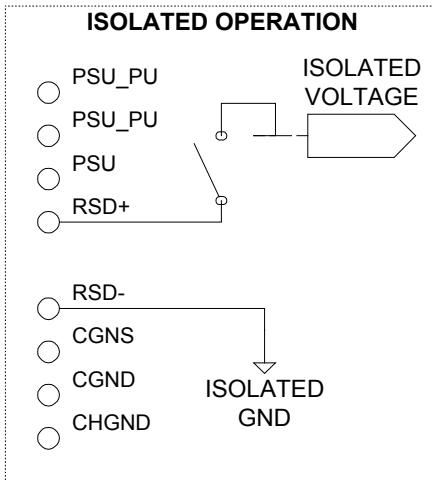 ISOLATED OPERATION
PSU_PU
PSU_PU
PSU
RSD+
ISOLATED
VOLTAGE
RSD-
CGNS
CGND
CHGND
ISOLATED
GND